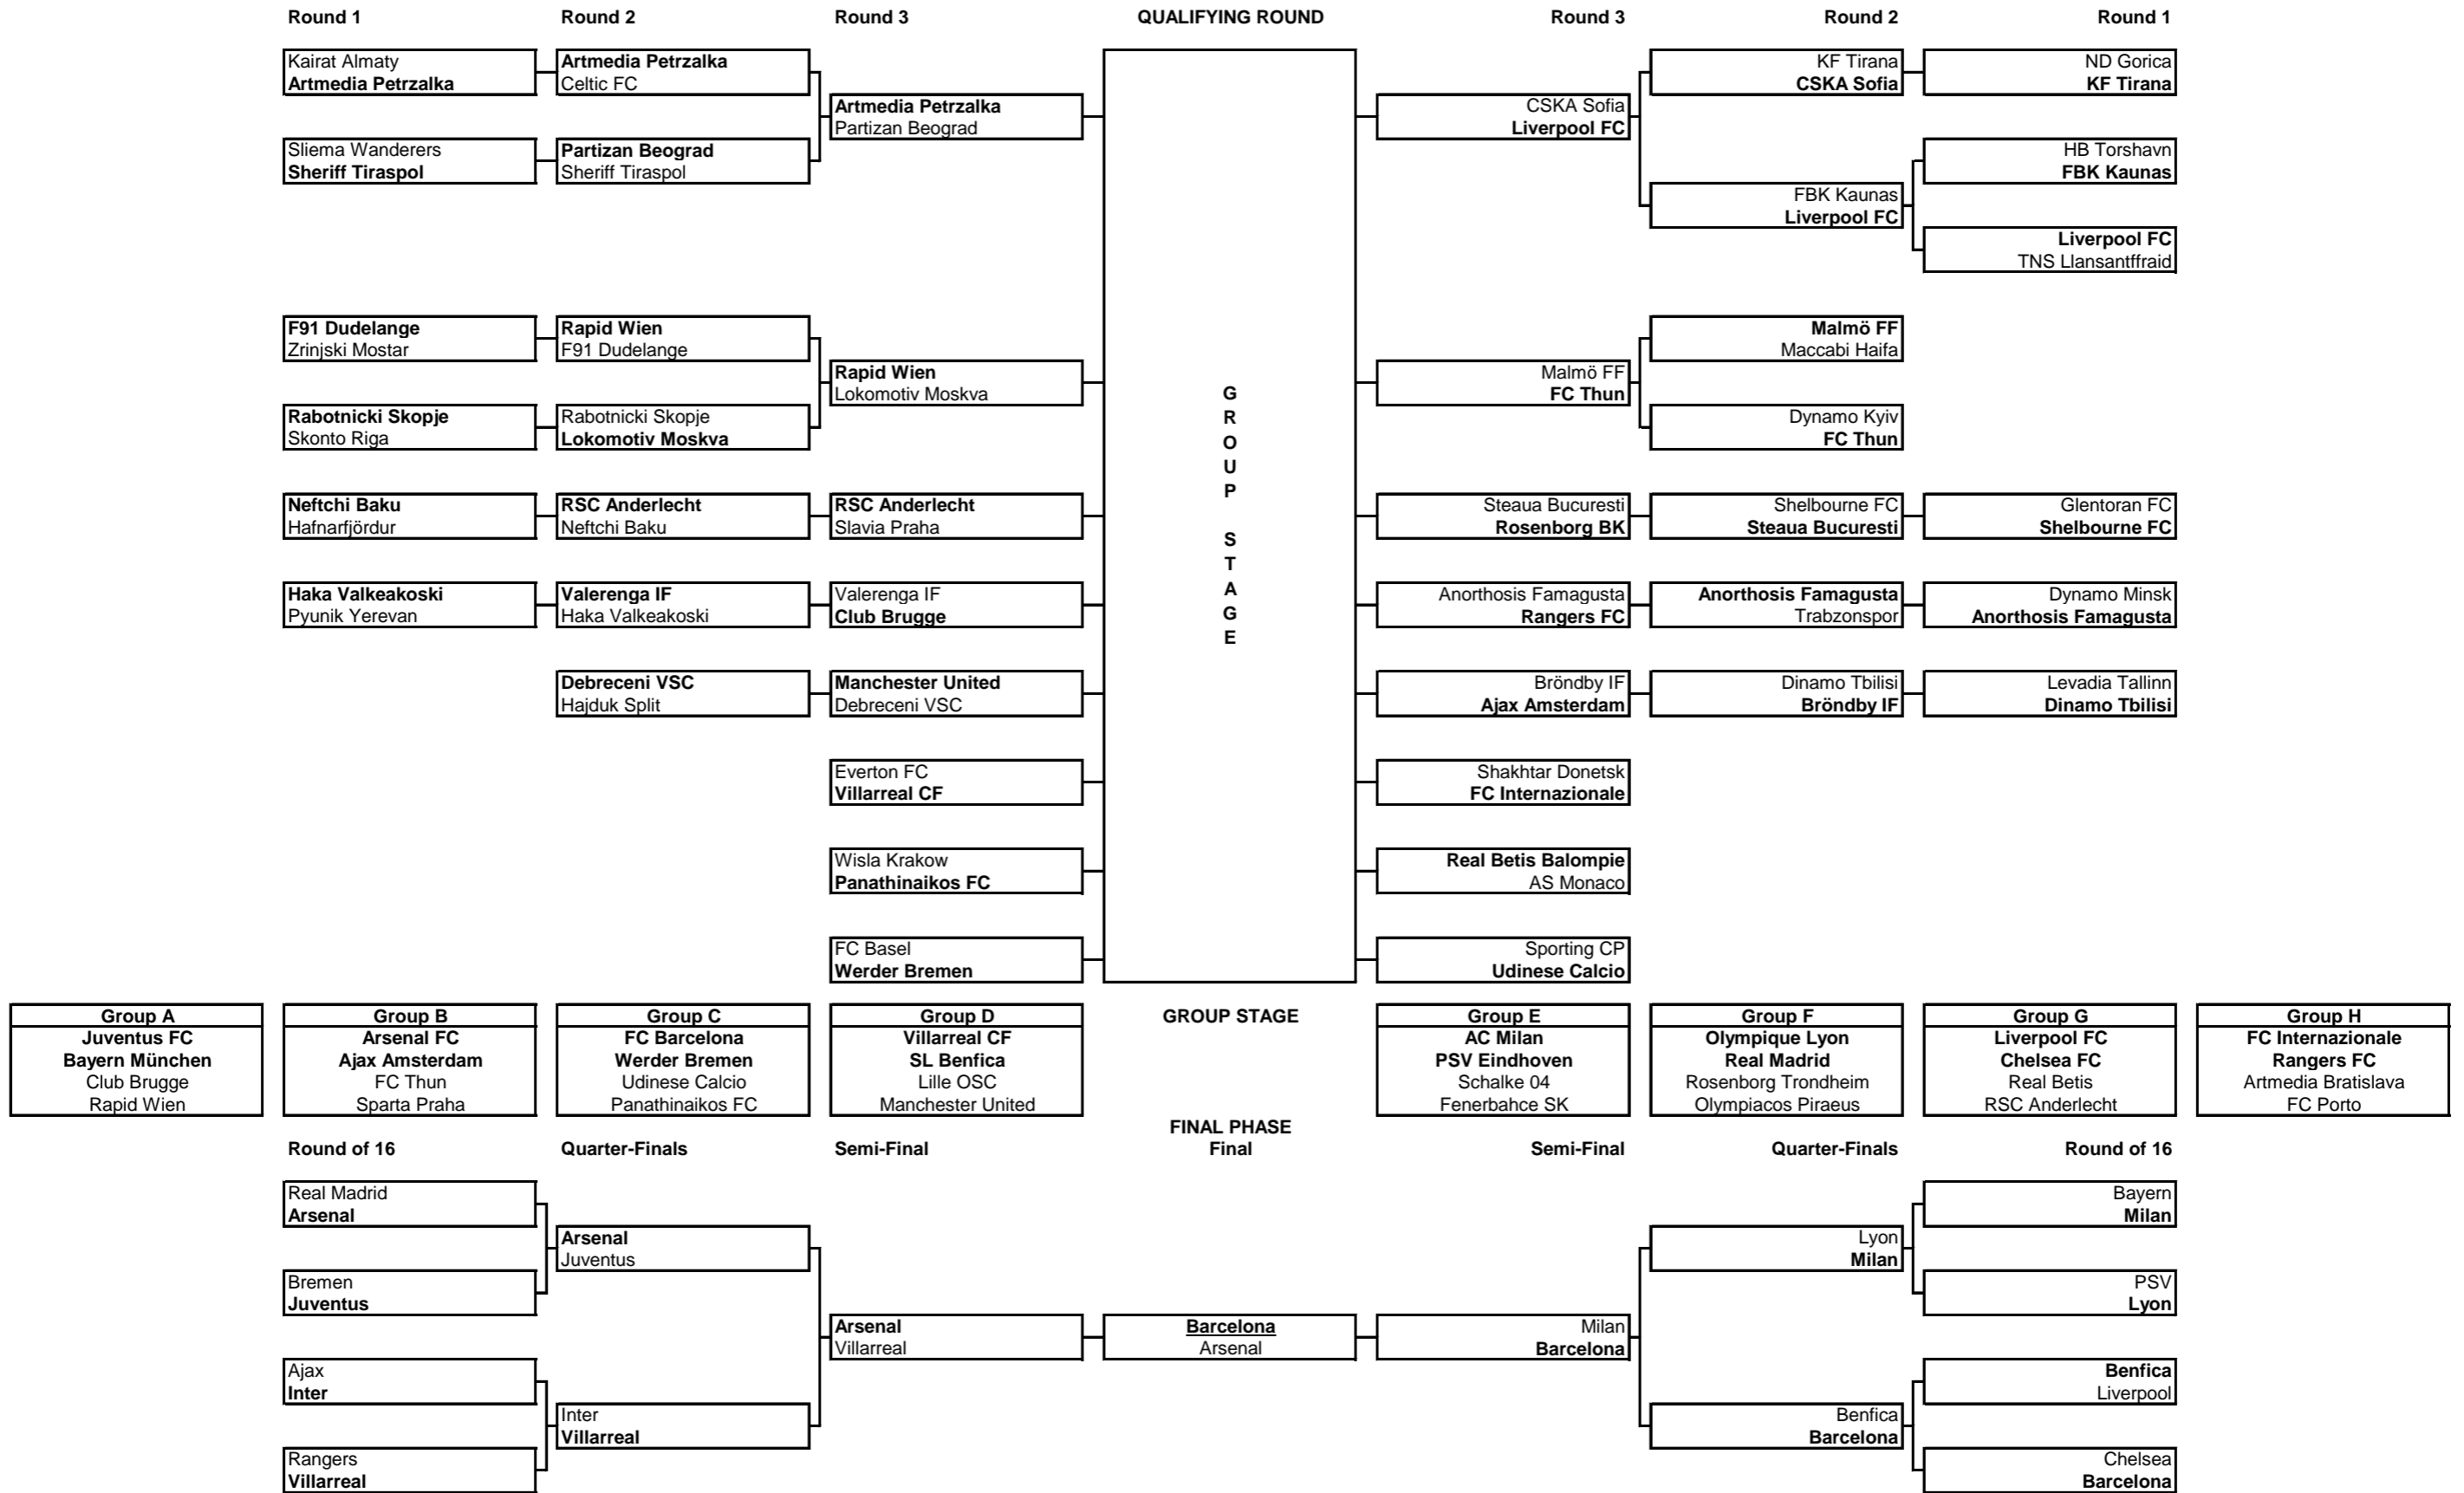 Round 1 Round 2 Round 3 QUALIFYING ROUND Round 3 Round 2 Round 1
Kairat Almaty Artmedia Petrzalka KF Tirana ND Gorica
Artmedia Petrzalka Celtic FC CSKA Sofia KF Tirana
Artmedia Petrzalka CSKA Sofia
Partizan Beograd Liverpool FC
Sliema Wanderers Partizan Beograd HB Torshavn
Sheriff Tiraspol Sheriff Tiraspol FBK Kaunas
FBK Kaunas
Liverpool FC
Liverpool FC
TNS Llansantffraid
F91 Dudelange Rapid Wien Malmö FF
Zrinjski Mostar F91 Dudelange Maccabi Haifa
Rapid Wien Malmö FF
Lokomotiv Moskva FC Thun
Rabotnicki Skopje Rabotnicki Skopje Dynamo Kyiv
Skonto Riga Lokomotiv Moskva FC Thun
G
R
O
U
P
S
T
A
G
E
Neftchi Baku RSC Anderlecht RSC Anderlecht Steaua Bucuresti Shelbourne FC Glentoran FC
Hafnarfjördur Neftchi Baku Slavia Praha Rosenborg BK Steaua Bucuresti Shelbourne FC
Haka Valkeakoski Valerenga IF Valerenga IF Anorthosis Famagusta Anorthosis Famagusta Dynamo Minsk
Pyunik Yerevan Haka Valkeakoski Club Brugge Rangers FC Trabzonspor Anorthosis Famagusta
Debreceni VSC Manchester United Bröndby IF Dinamo Tbilisi Levadia Tallinn
Hajduk Split Debreceni VSC Ajax Amsterdam Bröndby IF Dinamo Tbilisi
Everton FC Shakhtar Donetsk
Villarreal CF FC Internazionale
Wisla Krakow Real Betis Balompie
Panathinaikos FC AS Monaco
FC Basel Sporting CP
Werder Bremen Udinese Calcio
Group A Group B Group C Group D GROUP STAGE Group E Group F Group G Group H
Juventus FC Arsenal FC FC Barcelona Villarreal CF AC Milan Olympique Lyon Liverpool FC FC Internazionale
Bayern München Ajax Amsterdam Werder Bremen SL Benfica PSV Eindhoven Real Madrid Chelsea FC Rangers FC
Club Brugge FC Thun Udinese Calcio Lille OSC Schalke 04 Rosenborg Trondheim Real Betis Artmedia Bratislava
Rapid Wien Sparta Praha Panathinaikos FC Manchester United Fenerbahce SK Olympiacos Piraeus RSC Anderlecht FC Porto
FINAL PHASE
Round of 16 Quarter-Finals Semi-Final Final Semi-Final Quarter-Finals Round of 16
Real Madrid Bayern
Arsenal Milan
Arsenal Lyon
Juventus Milan
Bremen PSV
Juventus Lyon
Arsenal Barcelona Milan
Villarreal Arsenal Barcelona
Ajax Benfica
Inter Liverpool
Inter Benfica
Villarreal Barcelona
Rangers Chelsea
Villarreal Barcelona